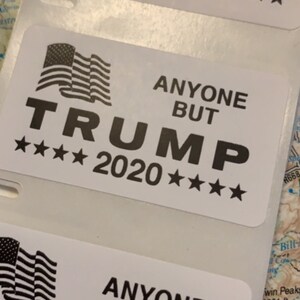 ANYONE
BUT
TRUMP
★★★★ 2020 ★★★★
ANYONE